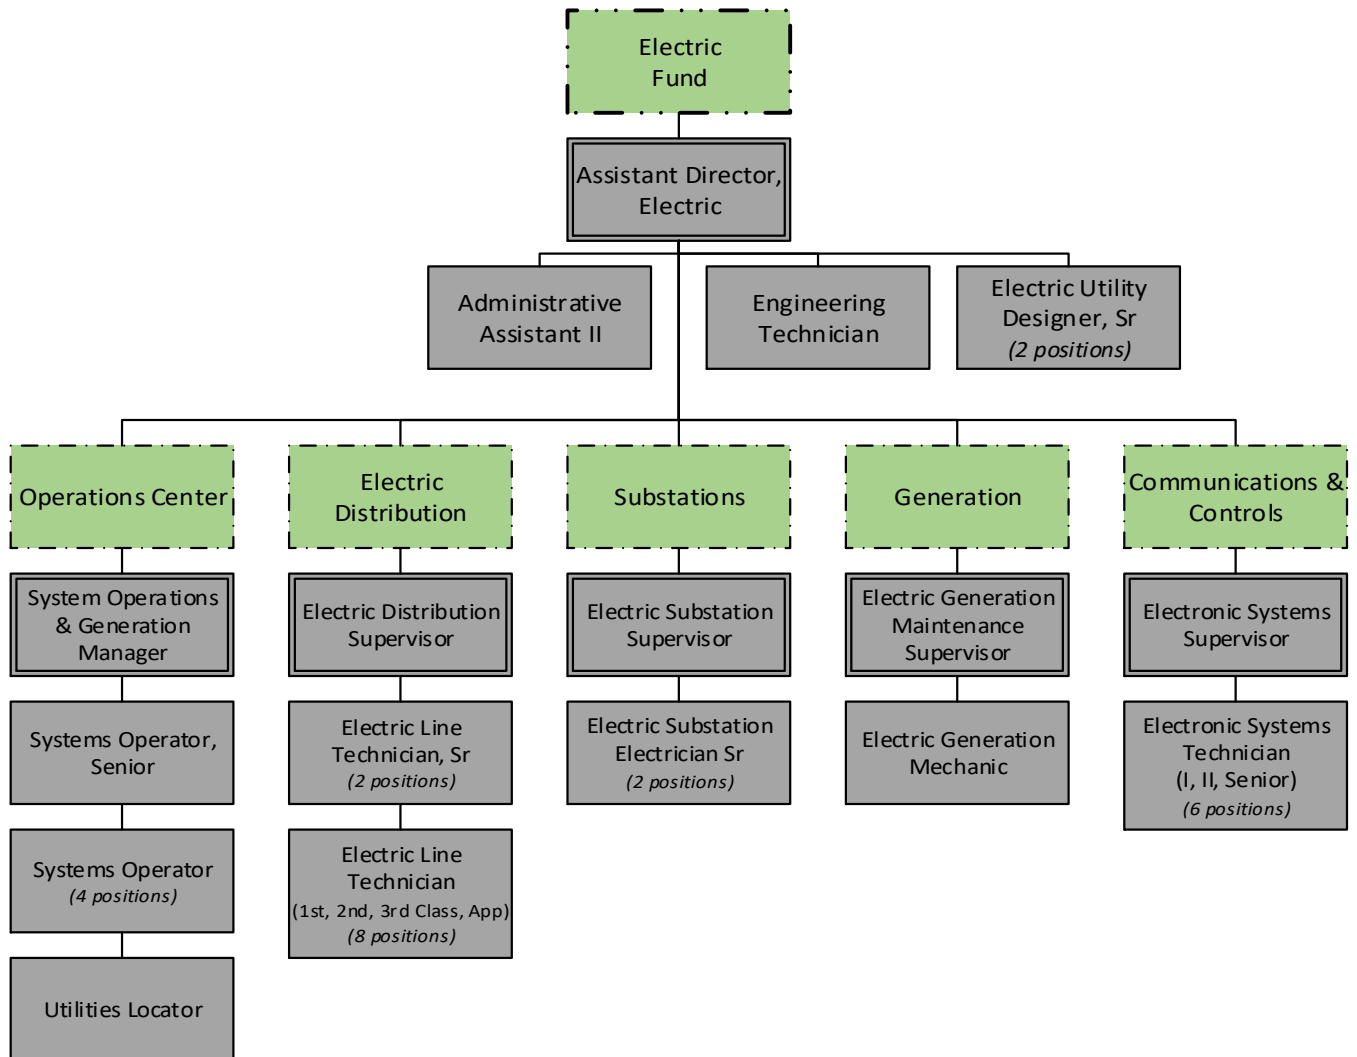 Electric
Fund
Assistant Director,
Electric
Administrative
Assistant II
Engineering
Technician
Electric Utility
Designer, Sr
(2 positions)
Operations Center
Electric
Distribution
Substations
Generation
Communications &
Controls
System Operations
& Generation
Manager
Electric Distribution
Supervisor
Electric Substation
Supervisor
Electric Generation
Maintenance
Supervisor
Electronic Systems
Supervisor
Systems Operator,
Senior
Electric Line
Technician, Sr
(2 positions)
Electric Substation
Electrician Sr
(2 positions)
Electric Generation
Mechanic
Electronic Systems
Technician
(I, II, Senior)
(6 positions)
Systems Operator
(4 positions)
Electric Line
Technician
(1st, 2nd, 3rd Class, App)
(8 positions)
Utilities Locator